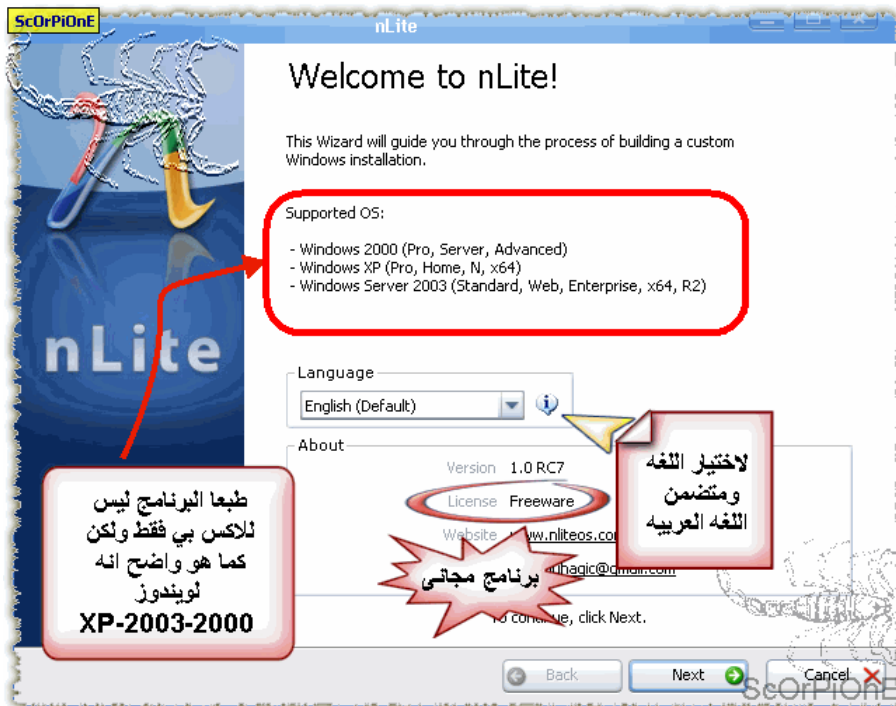 ScOrPiOnE
nLite
Welcome to nLite!
This Wizard will guide you through the process of building a custom
Windows installation.
Supported OS:
- Windows 2000 (Pro, Server, Advanced)
- Windows XP (Pro, Home, N, x64)
- Windows Server 2003 (Standard, Web, Enterprise, x64, R2)
nLite
Language
English (Default)
لاختيار اللغه
ومتضمن
اللغه العربيه
About
Version 1.0 RC7
License Freeware
Website
برنامج مجانى
طبعا البرنامج ليس
للاكس بي فقط ولكن
كما هو واضح انه
لويندوز
XP-2003-2000
click Next.
Back
Next
Cancel
ScOrPiOnE